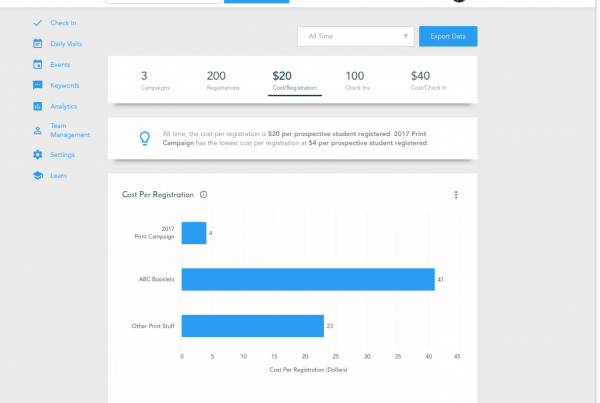 Check In
Daily Visits
Events
Keywords
Analytics
Team
Management
Settings
Learn
All Time
Export Data
3
Campaigns
200
Registrations
$20
Cost/Registration
100
Check Ins
$40
Cost/Check In
All time, the cost per registration is $20 per prospective student registered. 2017 Print
Campaign has the lowest cost per registration at $4 per prospective student registered.
Cost Per Registration
2017
Print Campaign
4
ABC Booklets
41
Other Print Stuff
23
0 5 10 15 20 25 30 35 40 45
Cost Per Registration (Dollars)